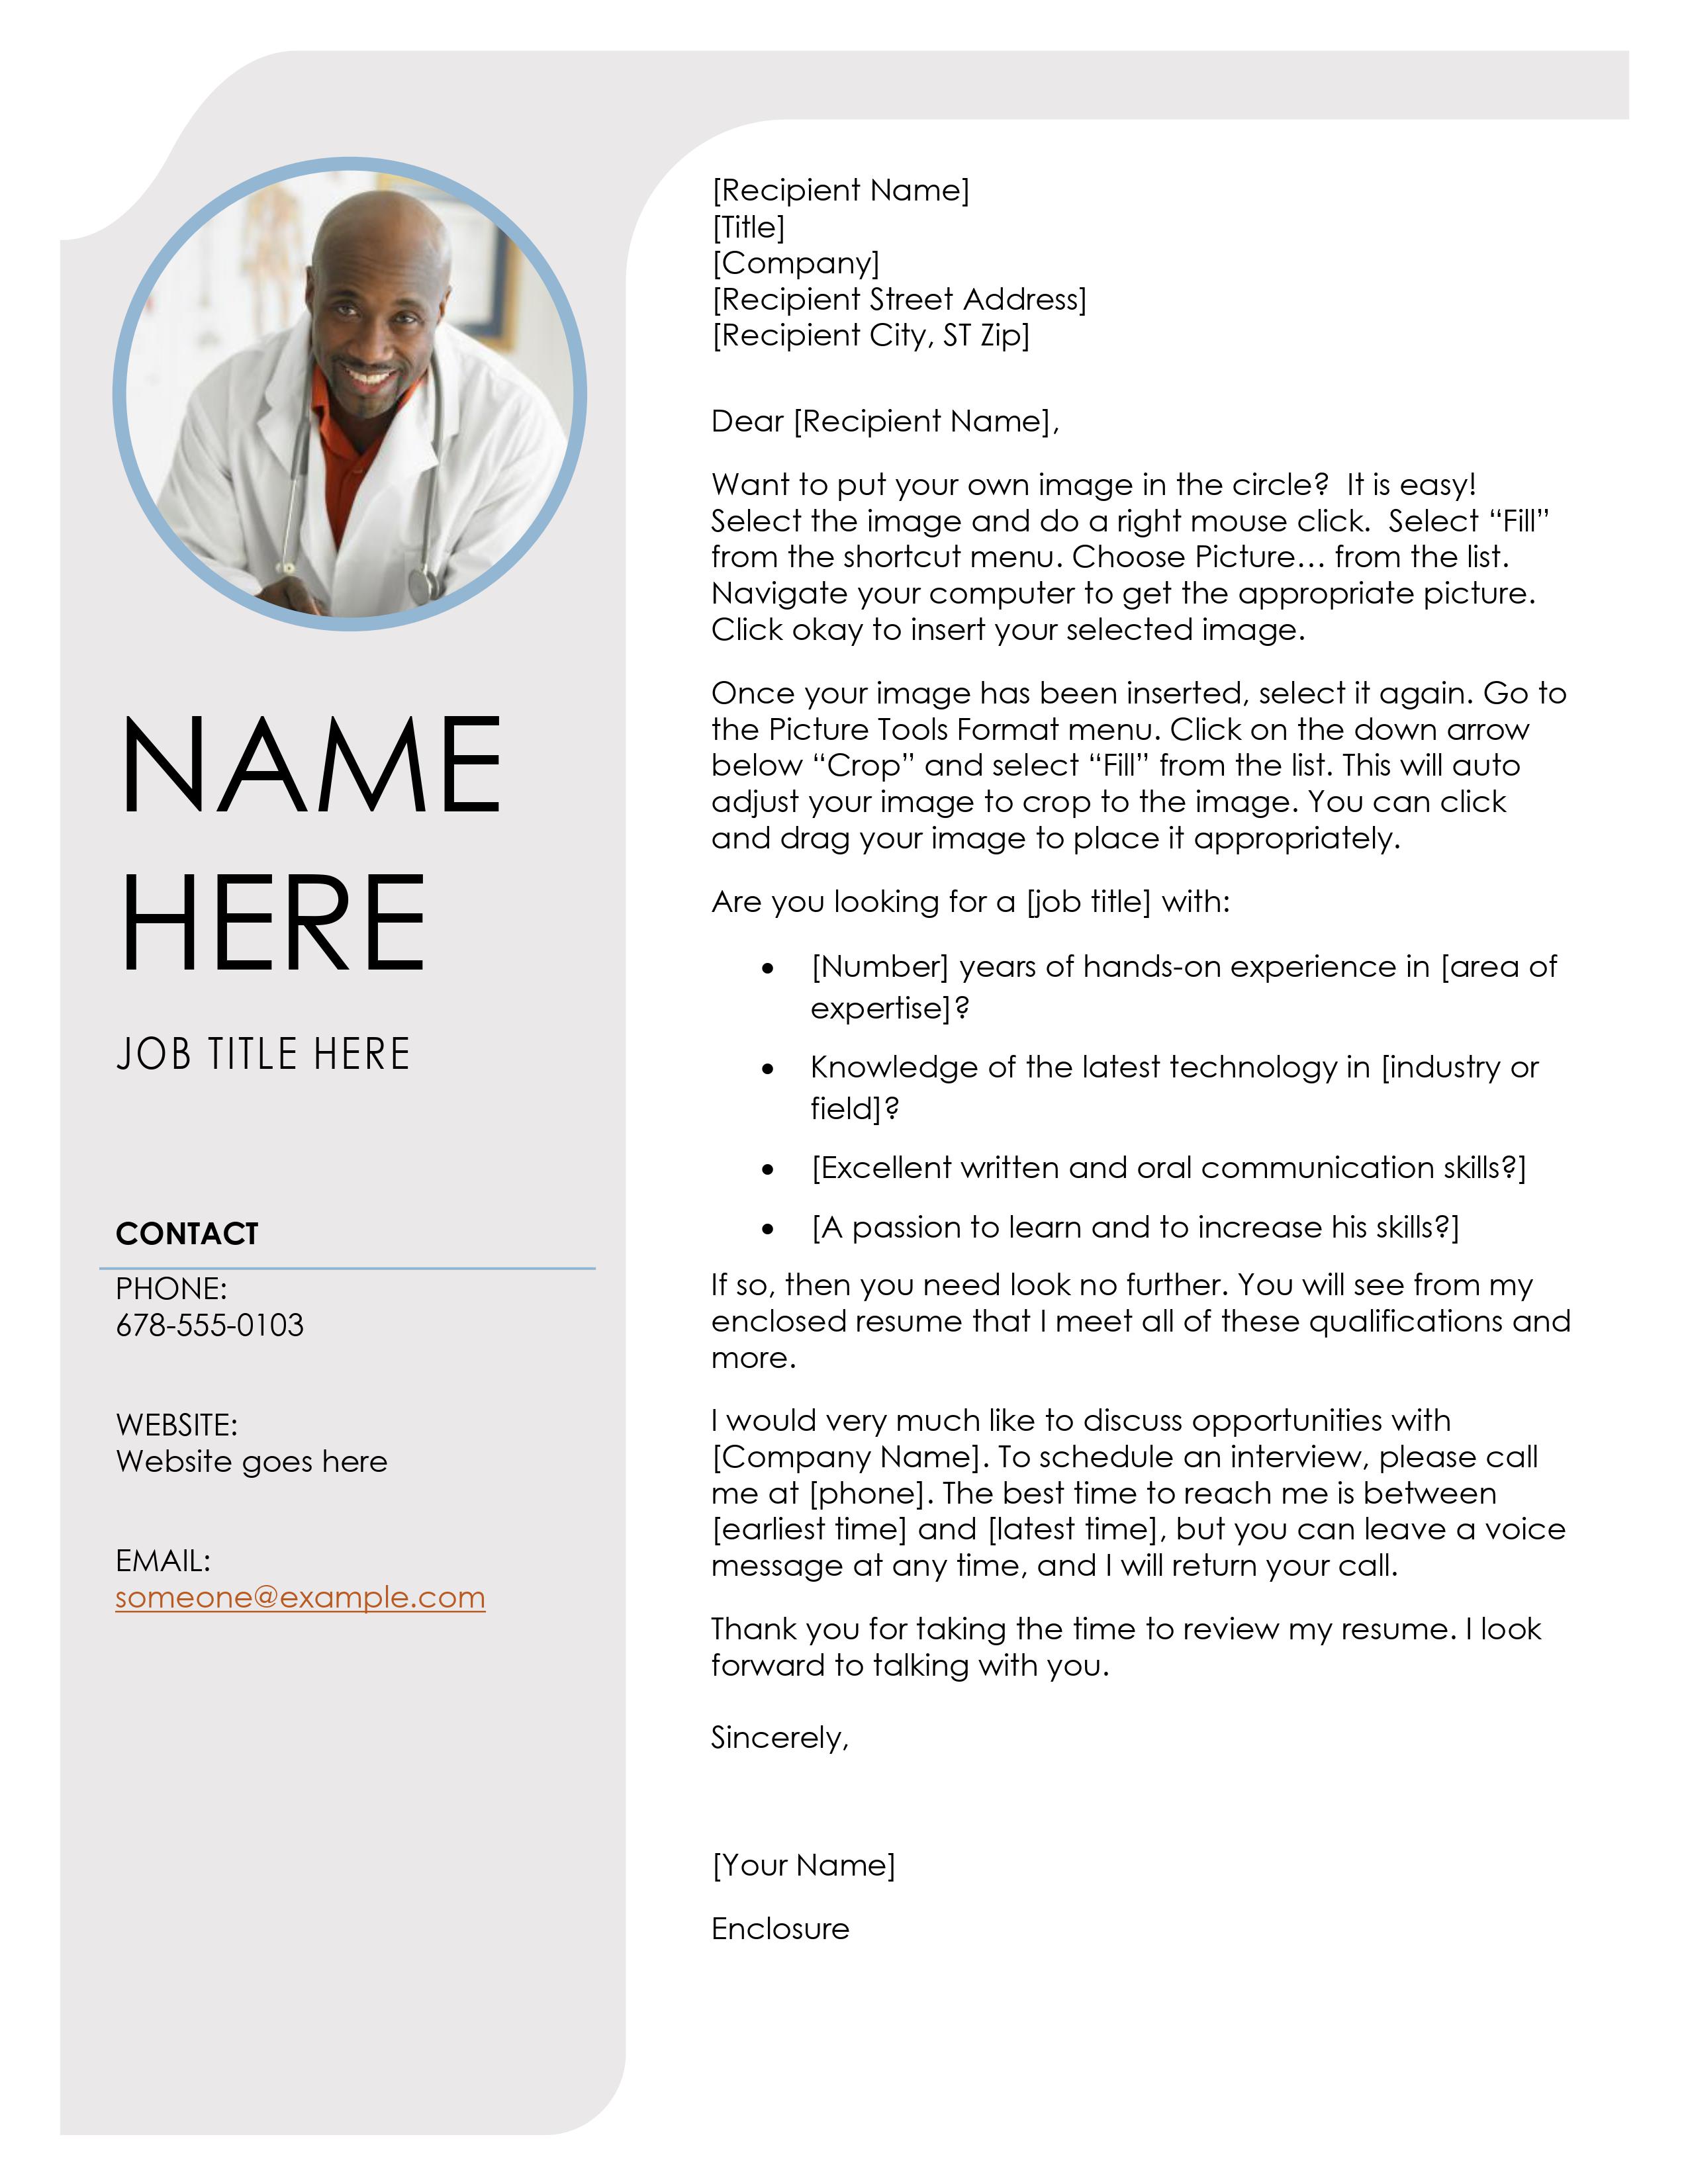 [Recipient Name]
[Title]
[Company]
[Recipient Street Address]
[Recipient City, ST Zip]
Dear [Recipient Name],
Want to put your own image in the circle?  It is easy!
Select the image and do a right mouse click.  Select “Fill”
from the shortcut menu. Choose Picture… from the list.
Navigate your computer to get the appropriate picture.
Click okay to insert your selected image.
Once your image has been inserted, select it again. Go to
the Picture Tools Format menu. Click on the down arrow
below “Crop” and select “Fill” from the list. This will auto
adjust your image to crop to the image. You can click
and drag your image to place it appropriately.
Are you looking for a [job title] with:
• [Number] years of hands-on experience in [area of
expertise]?
• Knowledge of the latest technology in [industry or
field]?
• [Excellent written and oral communication skills?]
• [A passion to learn and to increase his skills?]
If so, then you need look no further. You will see from my
enclosed resume that I meet all of these qualifications and
more.
I would very much like to discuss opportunities with
[Company Name]. To schedule an interview, please call
me at [phone]. The best time to reach me is between
[earliest time] and [latest time], but you can leave a voice
message at any time, and I will return your call.
Thank you for taking the time to review my resume. I look
forward to talking with you.
Sincerely,
[Your Name]
Enclosure
NAME
HERE
JOB TITLE HERE
CONTACT
PHONE:
678-555-0103
WEBSITE:
Website goes here
EMAIL:
someone@example.com